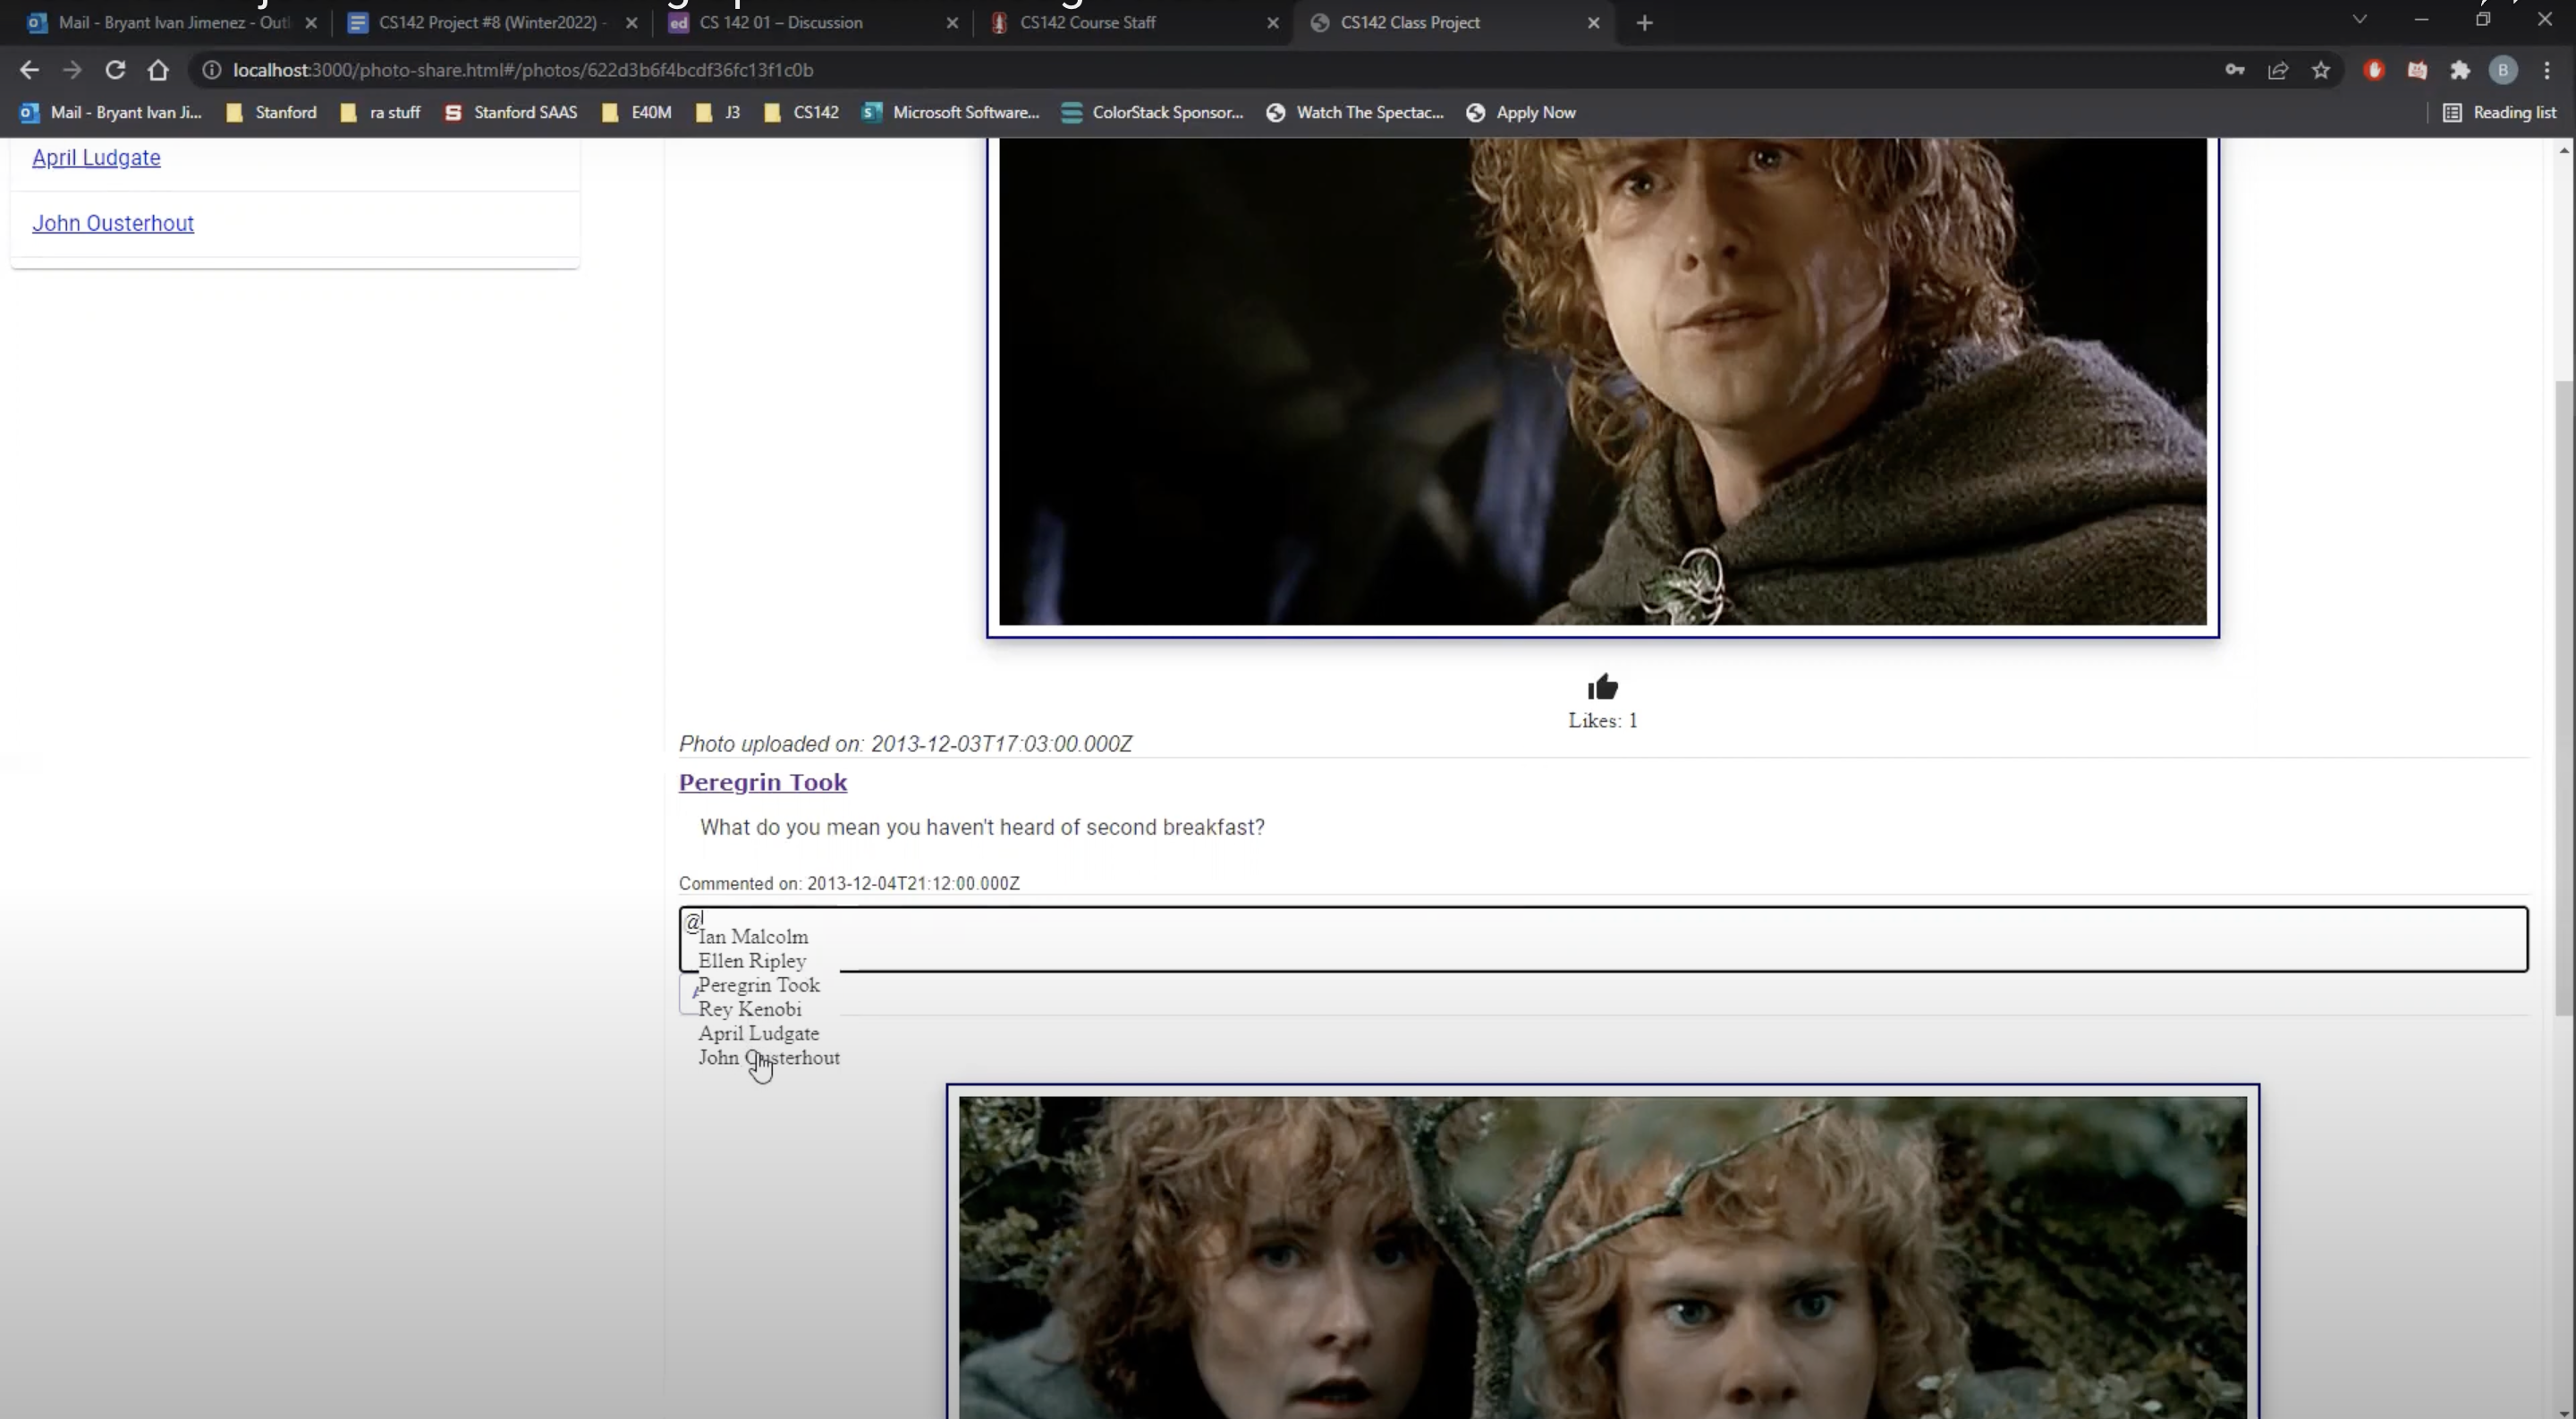 Mail - Bryant Ivan Jimenez - Outl
CS142 Project #8 (Winter2022) -
ed CS 142 01 – Discussion
CS142 Course Staff
CS142 Class Project
localhost:3000/photo-share.html#/photos/622d3b6f4bcdf36fc13f1c0b
B
Mail - Bryant Ivan Ji...
Stanford
ra stuff
S Stanford SAAS
E40M
J3
CS142
Microsoft Software...
ColorStack Sponsor...
Watch The Spectac...
Apply Now
Reading list
April Ludgate
John Ousterhout
Likes: 1
Photo uploaded on: 2013-12-03T17:03:00.000Z
Peregrin Took
What do you mean you haven't heard of second breakfast?
Commented on: 2013-12-04T21:12:00.000Z
@
Ian Malcolm
Ellen Ripley
Peregrin Took
Rey Kenobi
April Ludgate
John Ousterhout